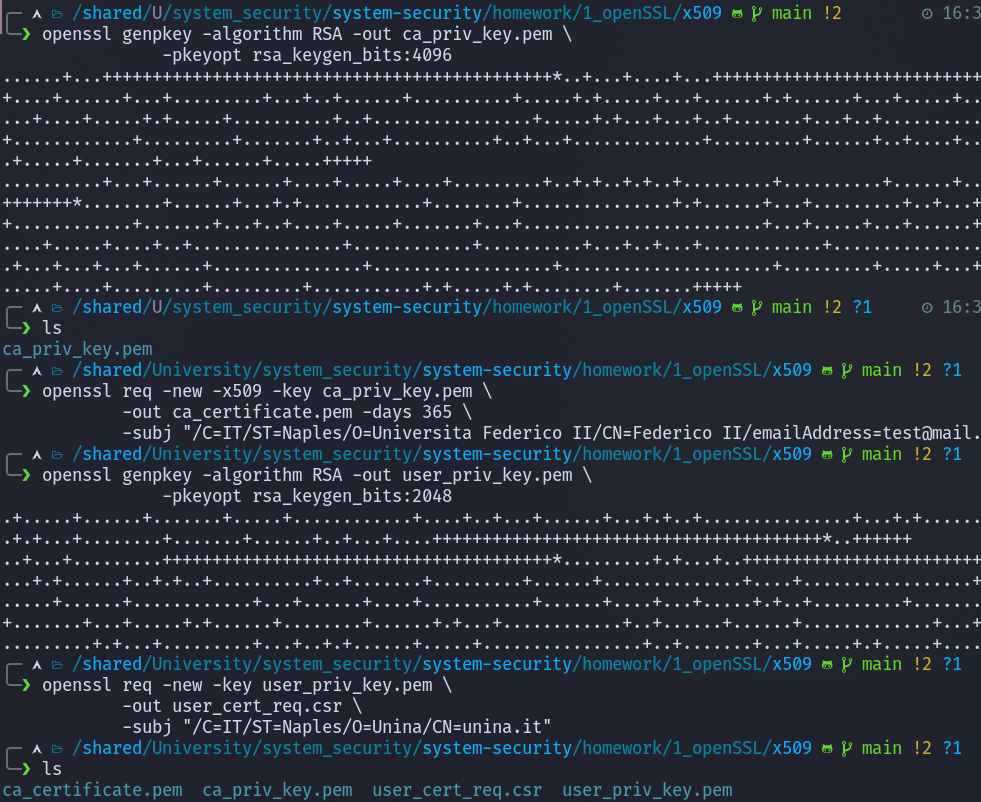 /shared/U/system_security/system-security/homework/1_openSSL/x509 main !2 16:3
❯ openssl genpkey -algorithm RSA -out ca_priv_key.pem \
-pkeyopt rsa_keygen_bits:4096
/shared/U/system_security/system-security/homework/1_openSSL/x509 main !2 ?1 16:3
❯ ls
ca_priv_key.pem
/shared/University/system_security/system-security/homework/1_openSSL/x509 main !2 ?1
❯ openssl req -new -x509 -key ca_priv_key.pem \
-out ca_certificate.pem -days 365 \
-subj "/C=IT/ST=Naples/O=Universita Federico II/CN=Federico II/emailAddress=test@mail.
/shared/University/system_security/system-security/homework/1_openSSL/x509 main !2 ?1
❯ openssl genpkey -algorithm RSA -out user_priv_key.pem \
-pkeyopt rsa_keygen_bits:2048
/shared/University/system_security/system-security/homework/1_openSSL/x509 main !2 ?1
❯ openssl req -new -key user_priv_key.pem \
-out user_cert_req.csr \
-subj "/C=IT/ST=Naples/O=Unina/CN=unina.it"
/shared/University/system_security/system-security/homework/1_openSSL/x509 main !2 ?1
❯ ls
ca_certificate.pem ca_priv_key.pem user_cert_req.csr user_priv_key.pem